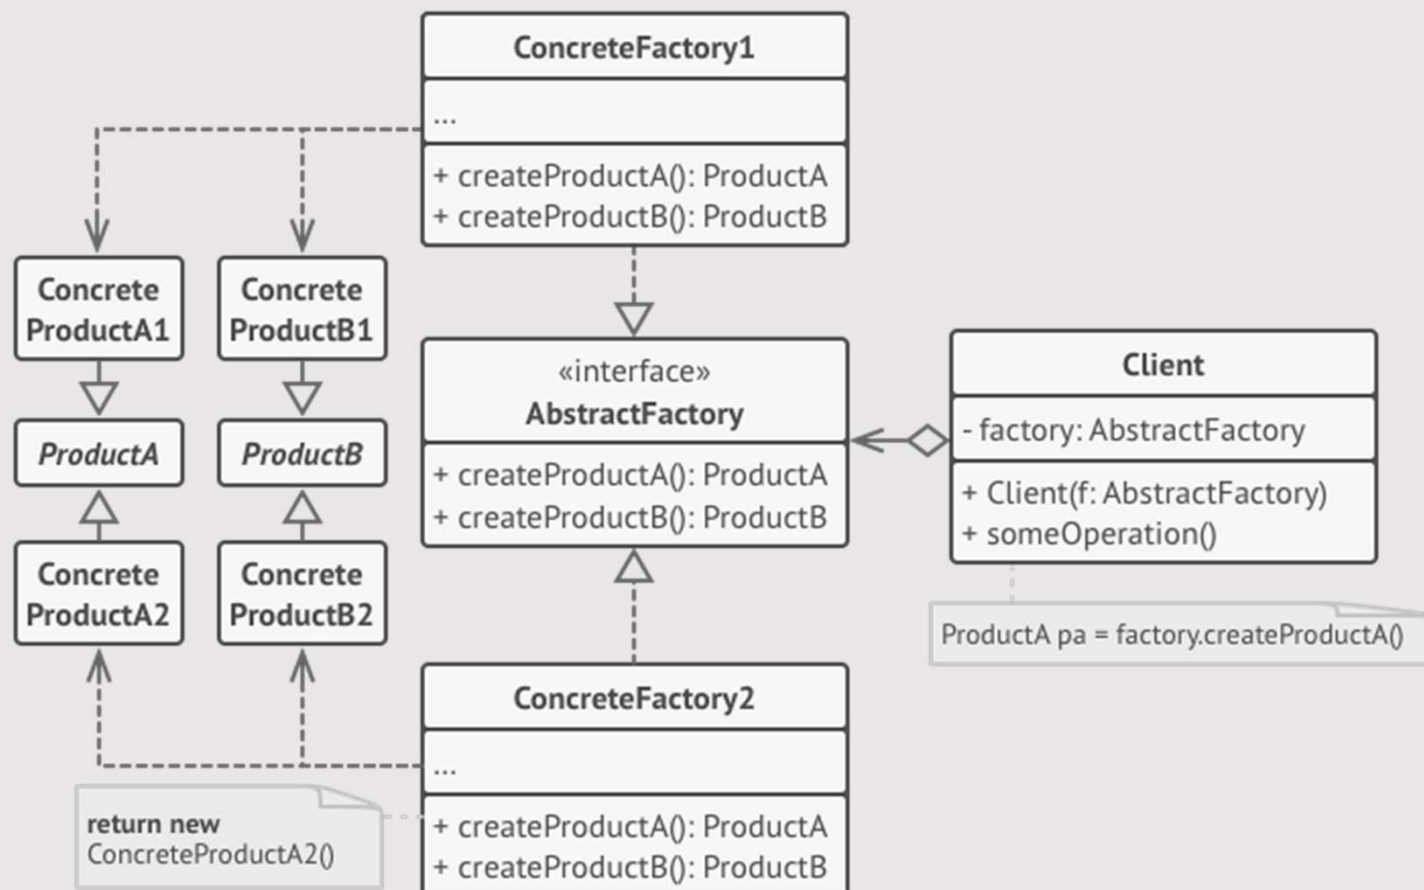 ConcreteFactory1
...
+ createProductA(): ProductA
+ createProductB(): ProductB
Concrete
ProductA1
Concrete
ProductB1
ProductA
ProductB
Concrete
ProductA2
Concrete
ProductB2
«interface»
AbstractFactory
+ createProductA(): ProductA
+ createProductB(): ProductB
Client
- factory: AbstractFactory
+ Client(f: AbstractFactory)
+ someOperation()
ProductA pa = factory.createProductA()
ConcreteFactory2
...
+ createProductA(): ProductA
+ createProductB(): ProductB
return new
ConcreteProductA2()